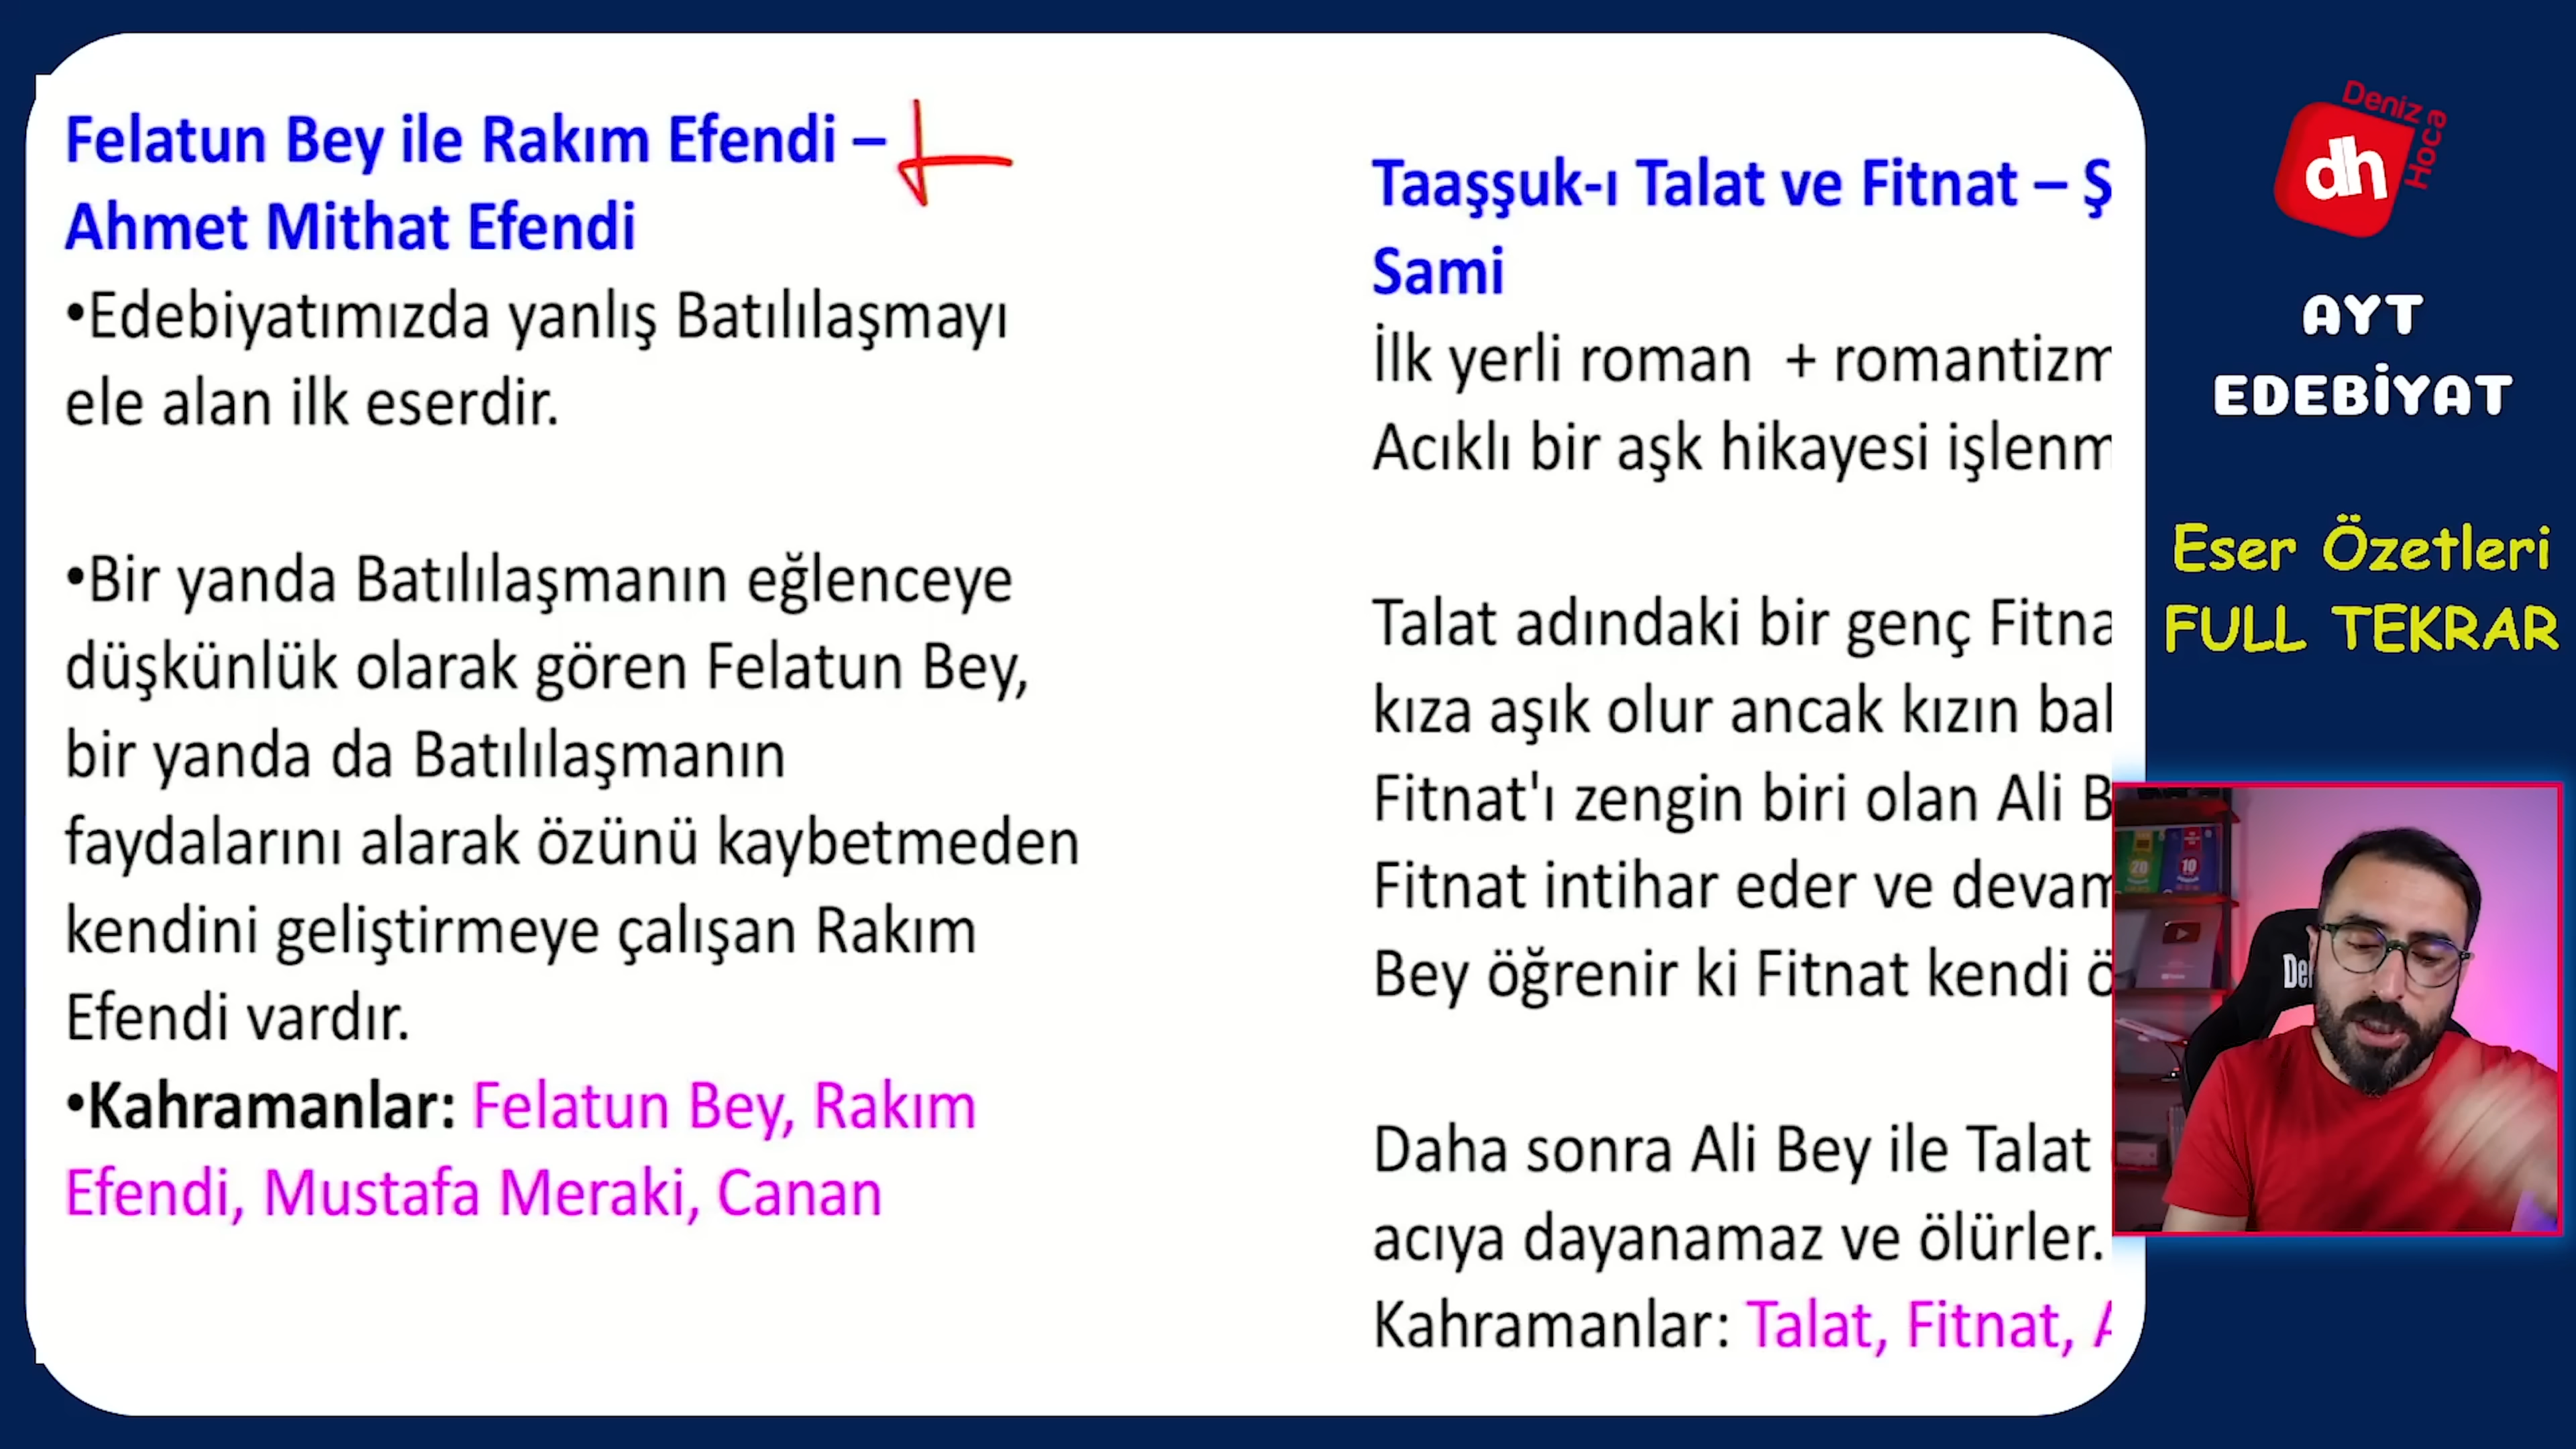 Felatun Bey ile Rakım Efendi –
Ahmet Mithat Efendi
•Edebiyatımızda yanlış Batılılaşmayı
ele alan ilk eserdir.
•Bir yanda Batılılaşmanın eğlenceye
düşkünlük olarak gören Felatun Bey,
bir yanda da Batılılaşmanın
faydalarını alarak özünü kaybetmeden
kendini geliştirmeye çalışan Rakım
Efendi vardır.
•Kahramanlar: Felatun Bey, Rakım
Efendi, Mustafa Meraki, Canan
Taaşşuk-ı Talat ve Fitnat – Ş
Sami
İlk yerli roman + romantizm
Acıklı bir aşk hikayesi işlenm
Talat adındaki bir genç Fitna
kıza aşık olur ancak kızın
Fitnat'ı zengin biri olan Ali B
Fitnat intihar eder ve devam
Bey öğrenir ki Fitnat kendi ö
Daha sonra Ali Bey ile Talat
acıya dayanamaz ve ölürler.
Kahramanlar: Talat, Fitnat, A
Deniz Hoca
dh
AYT
EDEBİYAT
Eser Özetleri
FULL TEKRAR
20
10